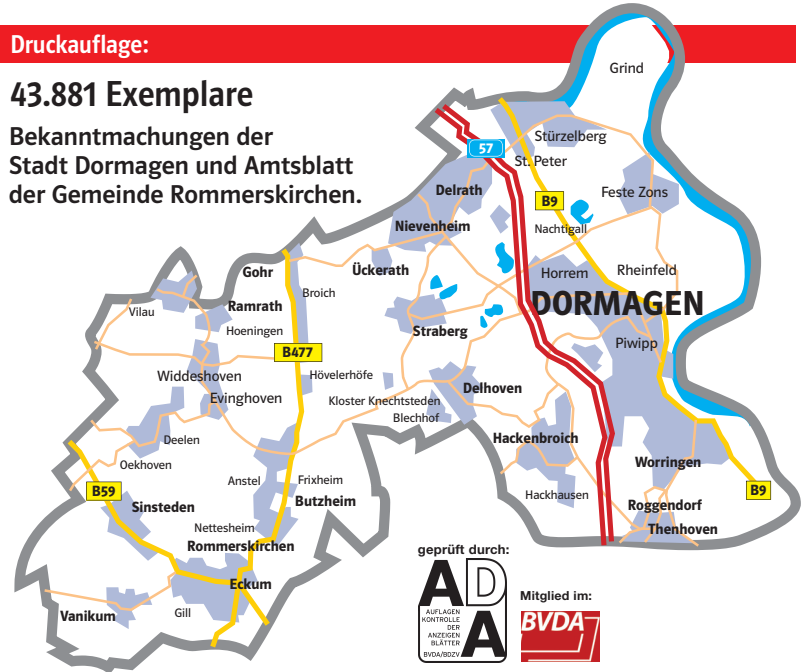 Druckauflage:
43.881 Exemplare
Bekanntmachungen der
Stadt Dormagen und Amtsblatt
der Gemeinde Rommerskirchen.
Grind
57
Stürzelberg
St. Peter
Delrath
Feste Zons
B9
Nievenheim
Nachtigall
Gohr
Ückerath
Horrem
Rheinfeld
Broich
DORMAGEN
Vilau
Ramrath
Hoeningen
Straberg
Piwipp
B477
Widdeshoven
Hövelerhöfe
Evinghoven
Kloster Knechtsteden
Delhoven
Blechhof
Deelen
Hackenbroich
Oekhoven
Worringen
Anstel
Frixheim
B59
Butzheim
Hackhausen
B9
Sinsteden
Roggendorf
Nettesheim
Thenhoven
Rommerskirchen
Eckum
Vanikum
Gill
geprüft durch:
ADA
AUFLAGEN
KONTROLLE
DER
ANZEIGEN
BLÄTTER
BVDA/BDZV
Mitglied im:
BVDA